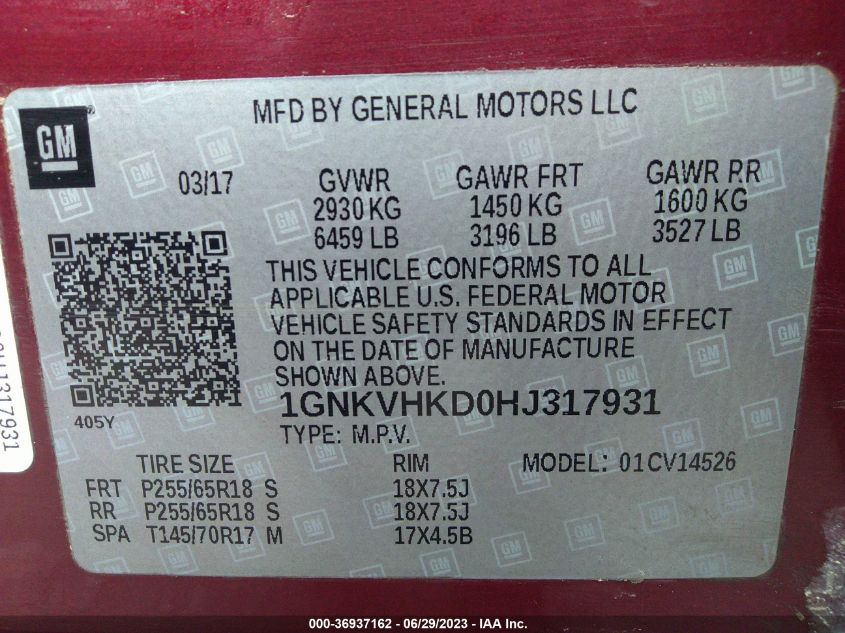 GM
MFD BY GENERAL MOTORS LLC
03/17 GVWR GAWR FRT GAWR RR
2930 KG 1450 KG 1600 KG
6459 LB 3196 LB 3527 LB
THIS VEHICLE CONFORMS TO ALL
APPLICABLE U.S. FEDERAL MOTOR
VEHICLE SAFETY STANDARDS IN EFFECT
ON THE DATE OF MANUFACTURE
SHOWN ABOVE.
405Y 1GNKVHKD0HJ317931
TYPE: M.P.V.
TIRE SIZE RIM MODEL: 01CV14526
FRT P255/65R18 S 18X7.5J
RR P255/65R18 S 18X7.5J
SPA T145/70R17 M 17X4.5B
317931
000-36937162 - 06/29/2023 - IAA Inc.